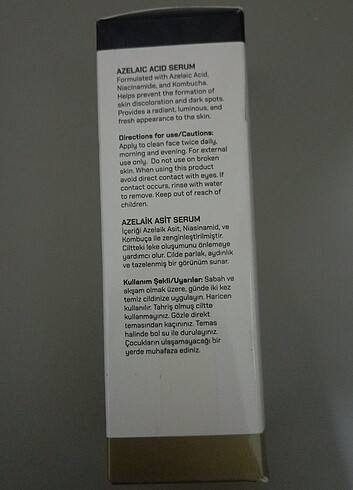 AZELAIC ACID SERUM
Formulated with Azelaic Acid,
Niacinamide, and Kombucha.
Helps prevent the formation of
skin discoloration and dark spots.
Provides a radiant, luminous, and
fresh appearance to the skin.
Directions for use/Cautions:
Apply to clean face twice daily,
morning and evening. For external
use only. Do not use on broken
skin. When using this product
avoid direct contact with eyes. If
contact occurs, rinse with water
to remove. Keep out of reach of
children.
AZELAİK ASİT SERUM
İçeriği Azelaik Asit, Niasinamid, ve
Kombuça ile zenginleştirilmiştir.
Ciltteki leke oluşumunu önlemeye
yardımcı olur. Cilde parlak, aydınlık
ve tazelenmiş bir görünüm sunar.
Kullanım Şekli/Uyarılar: Sabah ve
akşam olmak üzere, günde iki kez
temiz cildinize uygulayın. Haricen
kullanılır. Tahriş olmuş ciltte
kullanmayınız. Gözle direkt
temasından kaçınınız. Temas
halinde bol su ile durulayınız.
Çocukların ulaşamayacağı bir
yerde muhafaza ediniz.